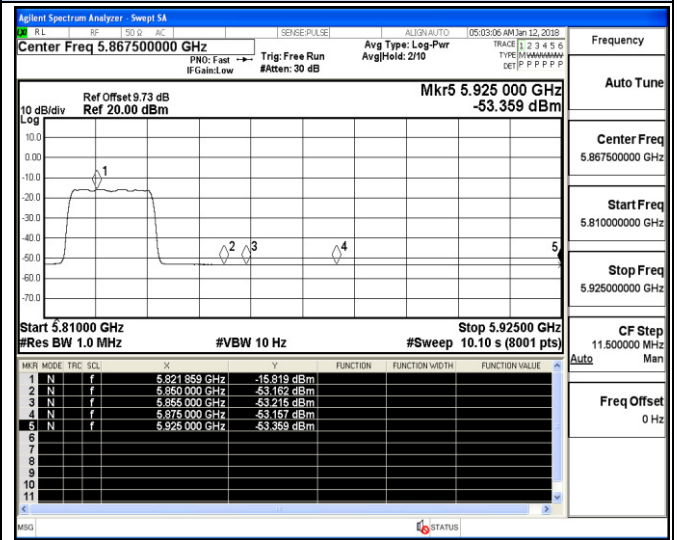 Agilent Spectrum Analyzer - Swept SA
RL RF 50 Ω AC SENSE:PULSE ALIGNAUTO 05:03:06 AM Jan 12, 2018
Center Freq 5.867500000 GHz
PNO: Fast
IFGain:Low
Trig: Free Run
#Atten: 30 dB
Avg Type: Log-Pwr
Avg|Hold: 2/10
TRACE 1 2 3 4 5 6
TYPE MWWWWW
DET P P P P P P
Ref Offset 9.73 dB
Ref 20.00 dBm
10 dB/div
Log
Mkr5 5.925 000 GHz
-53.359 dBm
10.0
0.00
-10.0
-20.0
-30.0
-40.0
-50.0
-60.0
-70.0
1
2
3
4
5
Start 5.81000 GHz
#Res BW 1.0 MHz
#VBW 10 Hz
Stop 5.92500 GHz
#Sweep 10.10 s (8001 pts)
MKR MODE TRC SCL X Y FUNCTION FUNCTION WIDTH FUNCTION VALUE
1 N f 5.821 859 GHz -15.819 dBm
2 N f 5.850 000 GHz -53.162 dBm
3 N f 5.855 000 GHz -53.215 dBm
4 N f 5.875 000 GHz -53.157 dBm
5 N f 5.925 000 GHz -53.359 dBm
6
7
8
9
10
11
MSG
STATUS
Frequency
Auto Tune
Center Freq
5.867500000 GHz
Start Freq
5.810000000 GHz
Stop Freq
5.925000000 GHz
CF Step
11.500000 MHz
Auto Man
Freq Offset
0 Hz